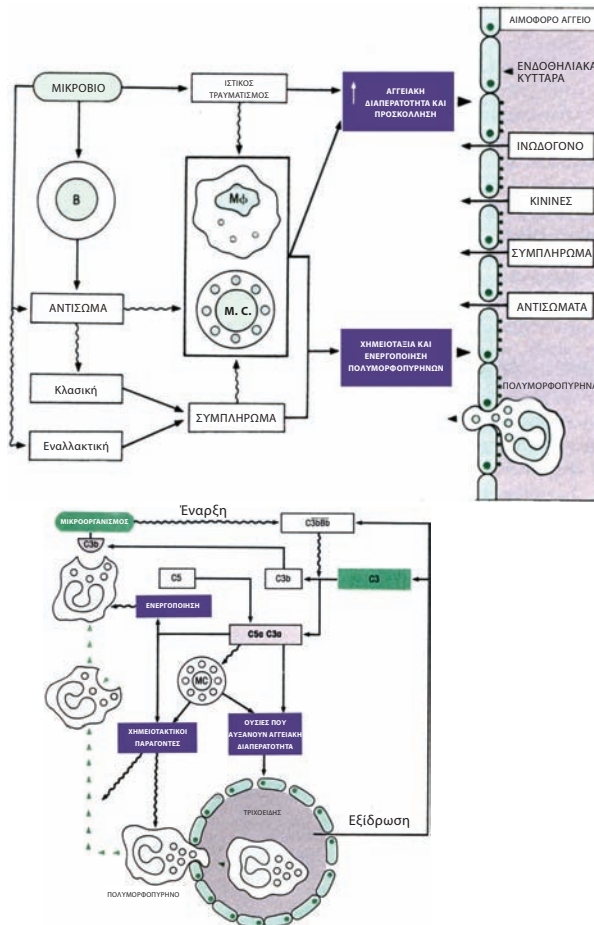 ΑΙΜΟΦΟΡΟ ΑΓΓΕΙΟ
ΜΙΚΡΟΒΙΟ
ΙΣΤΙΚΟΣ
ΤΡΑΥΜΑΤΙΣΜΟΣ
ΑΓΓΕΙΑΚΗ
ΔΙΑΠΕΡΑΤΟΤΗΤΑ ΚΑΙ
ΠΡΟΣΚΟΛΛΗΣΗ
ΕΝΔΟΘΗΛΙΑΚΑ
ΚΥΤΤΑΡΑ
ΙΝΩΔΟΓΟΝΟ
Β
Μϕ
ΚΙΝΙΝΕΣ
ΣΥΜΠΛΗΡΩΜΑ
ΑΝΤΙΣΩΜΑ
M. C.
ΑΝΤΙΣΩΜΑΤΑ
ΧΗΜΕΙΟΤΑΞΙΑ ΚΑΙ
ΕΝΕΡΓΟΠΟΙΗΣΗ
ΠΟΛΥΜΟΡΦΟΠΥΡΗΝΩΝ
Κλασική
ΣΥΜΠΛΗΡΩΜΑ
ΠΟΛΥΜΟΡΦΟΠΥΡΗΝΑ
Εναλλακτική
Έναρξη
ΜΙΚΡΟΟΡΓΑΝΙΣΜΟΣ
C3bBb
C3b
C5
C3b
C3
ΕΝΕΡΓΟΠΟΙΗΣΗ
C5a C3a
MC
ΧΗΜΕΙΟΤΑΚΤΙΚΟΙ
ΠΑΡΑΓΟΝΤΕΣ
ΟΥΣΙΕΣ ΠΟΥ
ΑΥΞΑΝΟΥΝ ΑΓΓΕΙΑΚΗ
ΔΙΑΠΕΡΑΤΟΤΗΤΑ
ΤΡΙΧΟΕΙΔΗΣ
Εξίδρωση
ΠΟΛΥΜΟΡΦΟΠΥΡΗΝΟ